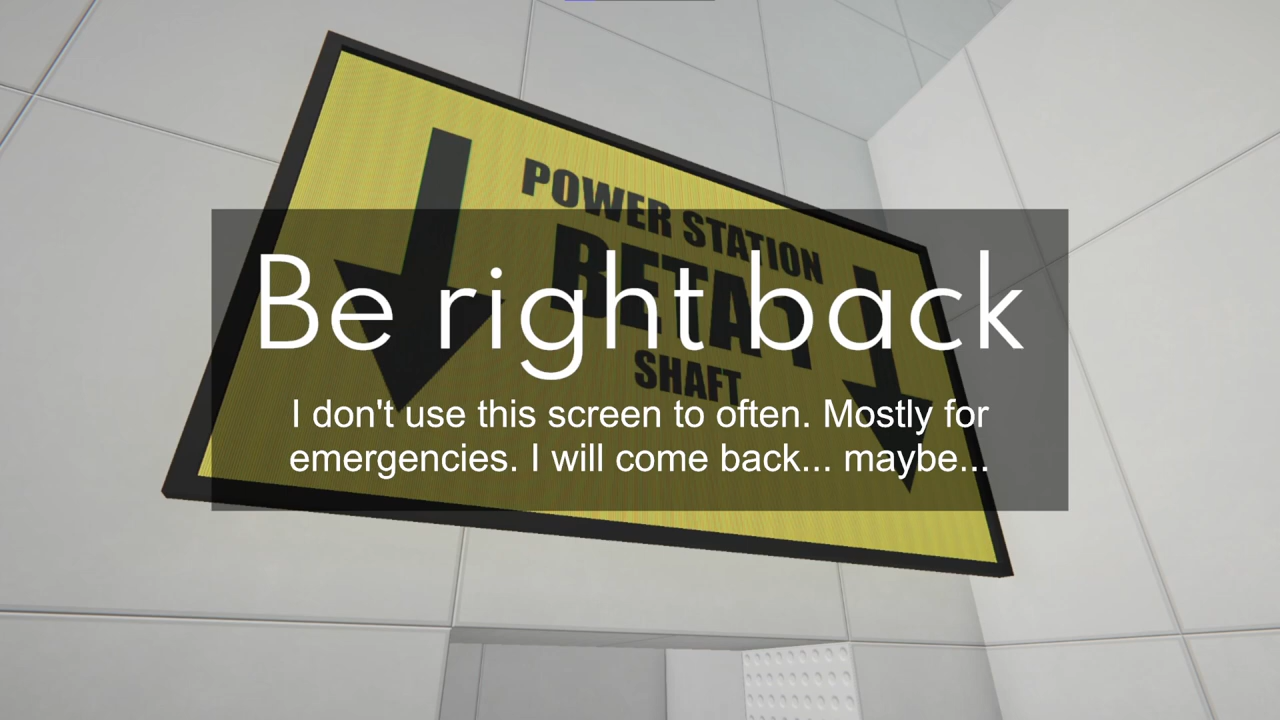 POWER STATION
BETA
SHAFT
Be right back
I don't use this screen to often. Mostly for
emergencies. I will come back... maybe...